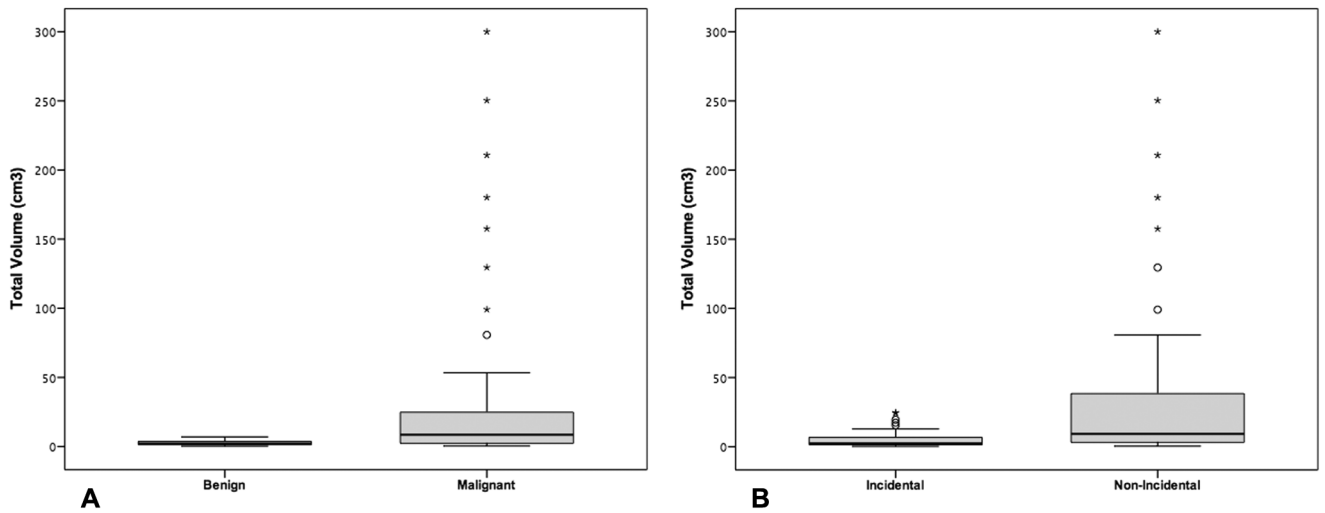 Total Volume (cm3)
300
250
200
150
100
50
0
Benign
Malignant
A
Total Volume (cm3)
300
250
200
150
100
50
0
Incidental
Non-Incidental
B